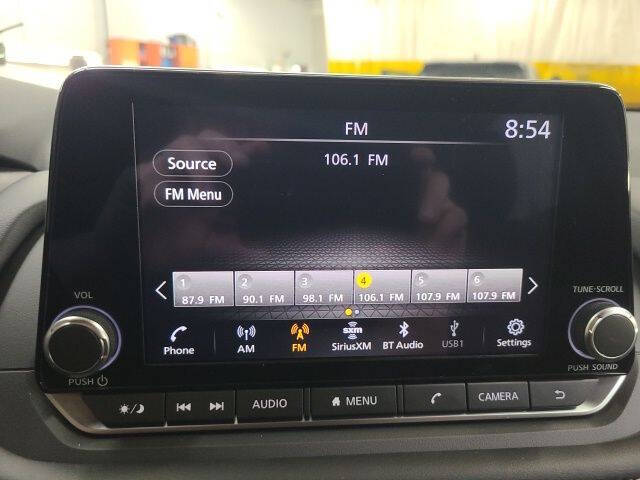 FM 8:54
Source 106.1 FM
FM Menu
1 2 3 4 5 6
87.9 FM 90.1 FM 98.1 FM 106.1 FM 107.9 FM 107.9 FM
VOL TUNE·SCROLL
sxm
Phone AM FM SiriusXM BT Audio USB1 Settings
PUSH PUSH SOUND
AUDIO MENU CAMERA